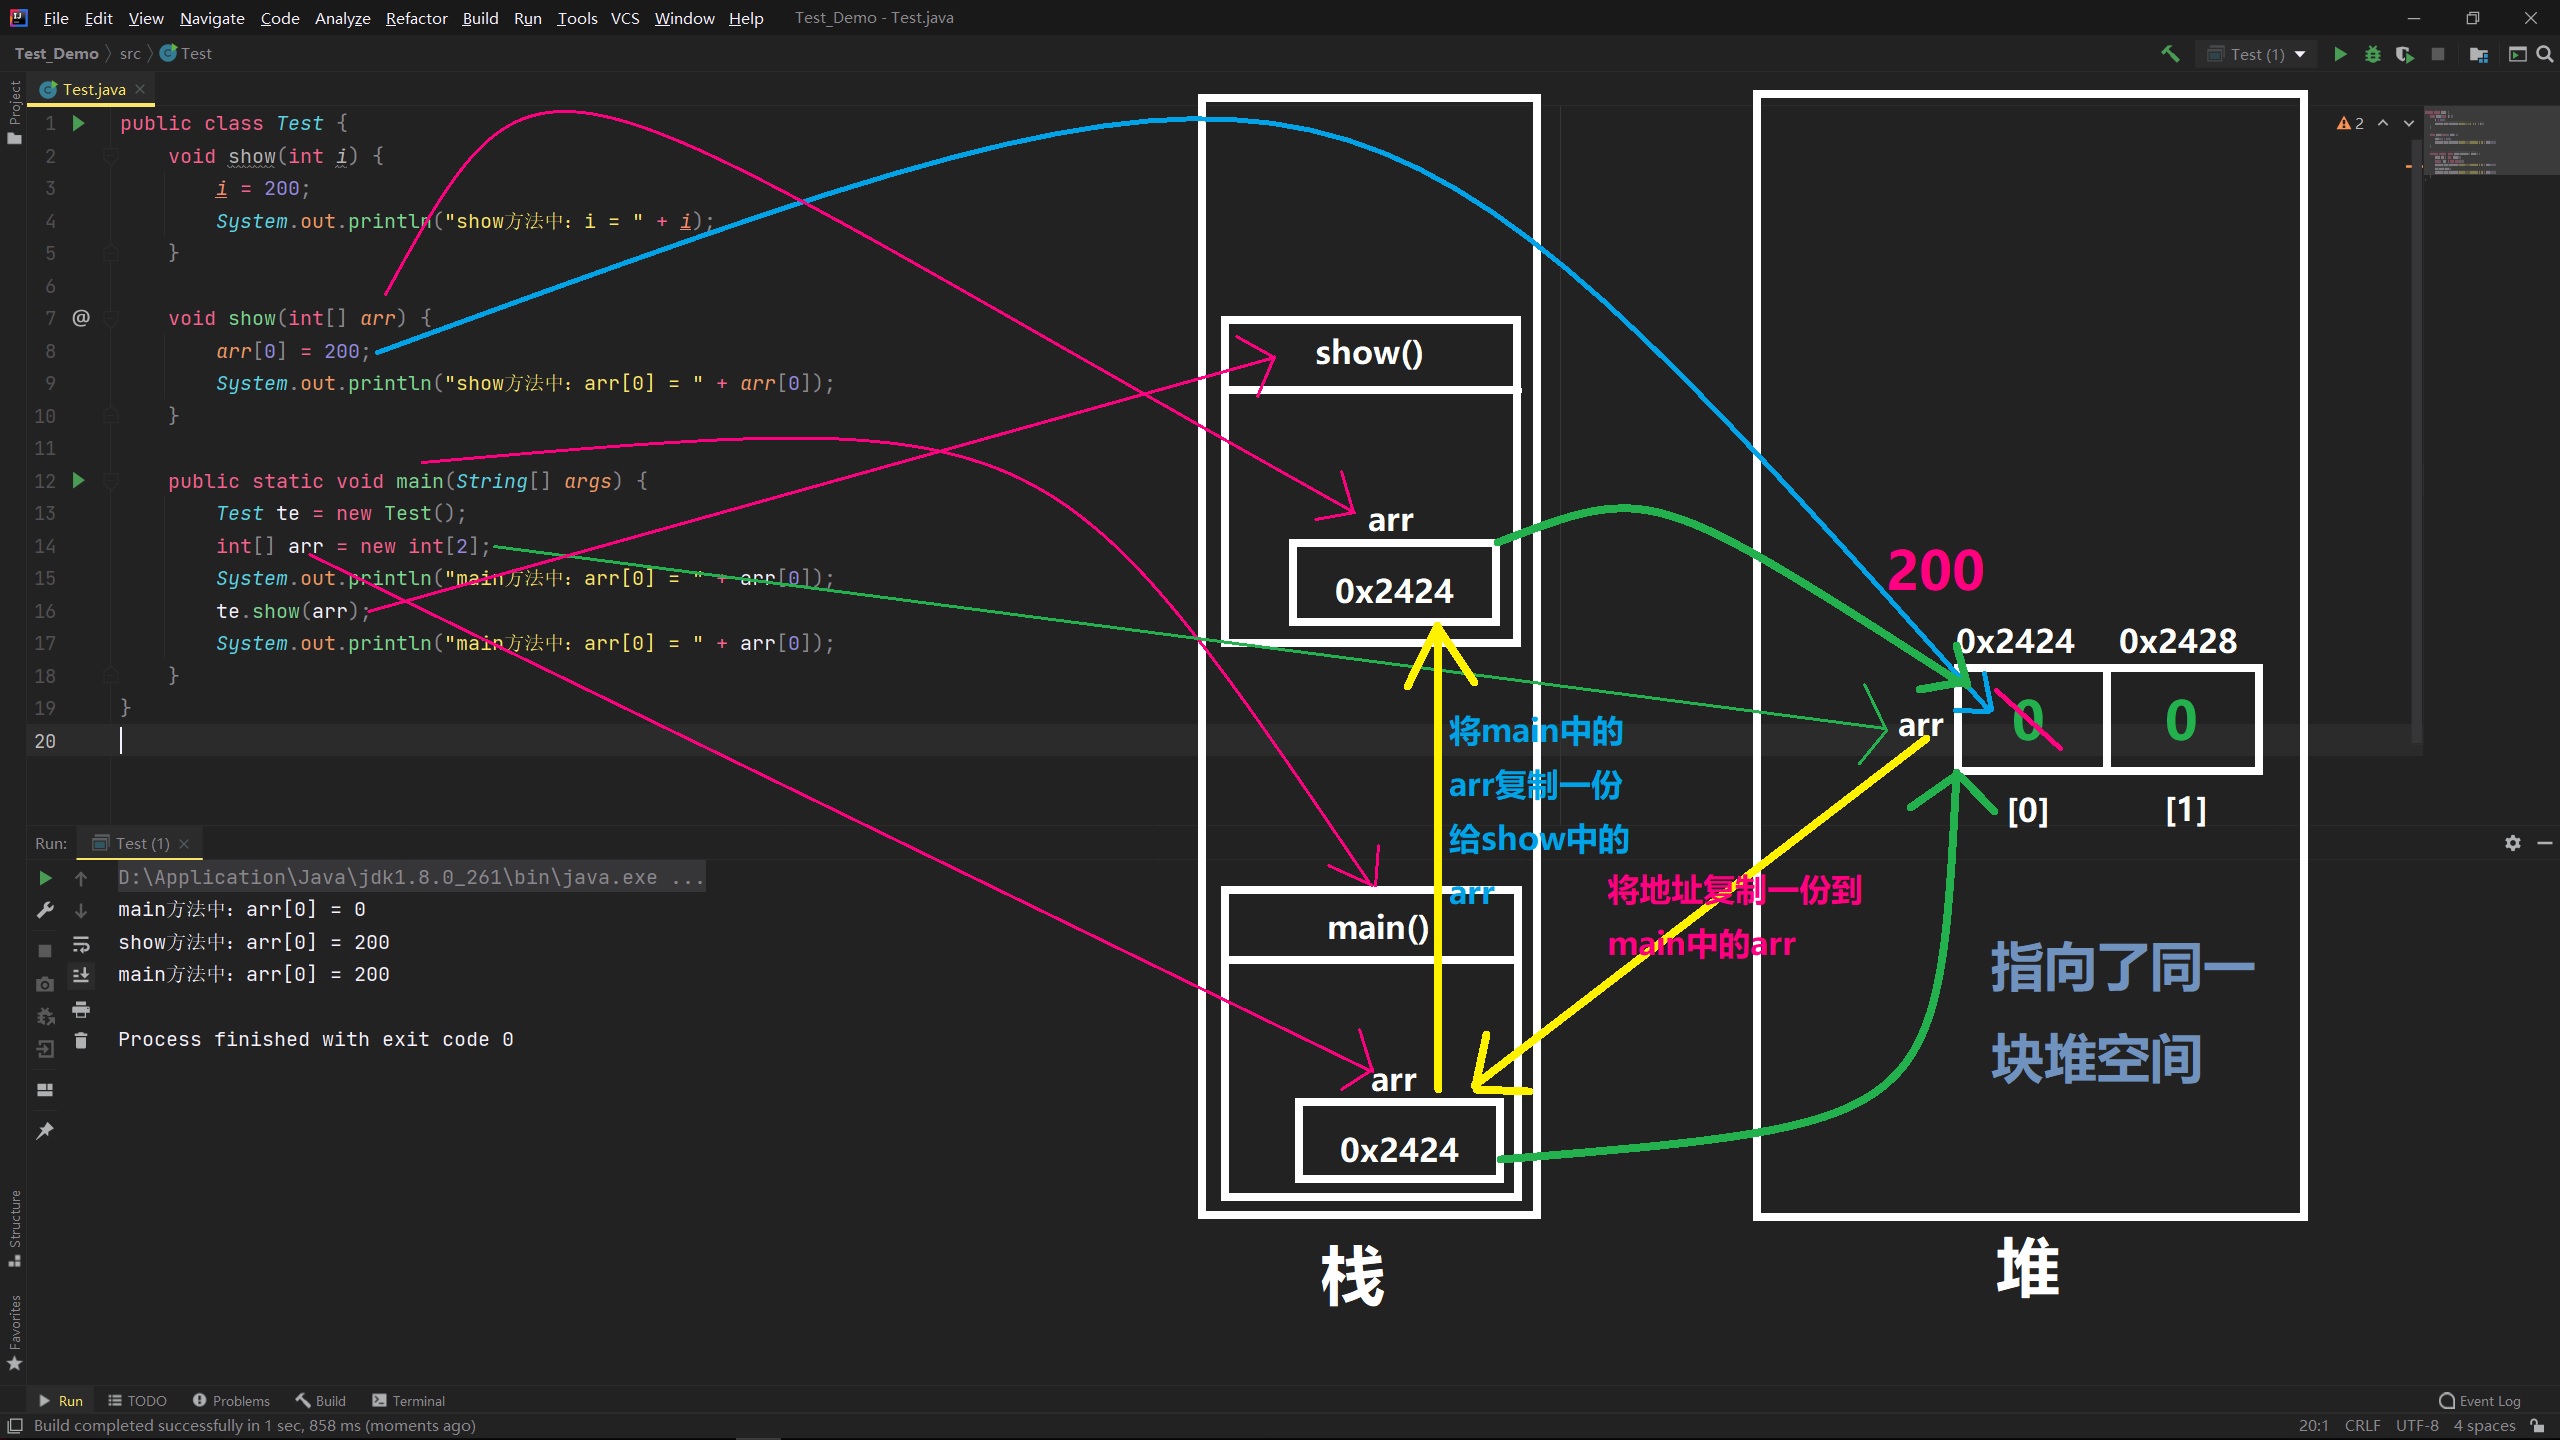 File Edit View Navigate Code Analyze Refactor Build Run Tools VCS Window Help Test_Demo - Test.java
Test_Demo src Test
Test (1)
Project
Test.java
1 public class Test {
2 void show(int i) {
3 i = 200;
4 System.out.println("show方法中：i = " + i);
5 }
6
7 @ void show(int[] arr) {
8 arr[0] = 200;
9 System.out.println("show方法中：arr[0] = " + arr[0]);
10 }
11
12 public static void main(String[] args) {
13 Test te = new Test();
14 int[] arr = new int[2];
15 System.out.println("main方法中：arr[0] = " + arr[0]);
16 te.show(arr);
17 System.out.println("main方法中：arr[0] = " + arr[0]);
18 }
19 }
20
2
show()
arr
0x2424
将main中的
arr复制一份
给show中的
arr
main()
arr
0x2424
栈
200
0x2424 0x2428
arr 0 0
[0] [1]
将地址复制一份到
main中的arr
指向了同一
块堆空间
堆
Run: Test (1)
D:\Application\Java\jdk1.8.0_261\bin\java.exe ...
main方法中：arr[0] = 0
show方法中：arr[0] = 200
main方法中：arr[0] = 200
Process finished with exit code 0
Structure
Favorites
Run TODO Problems Build Terminal Event Log
Build completed successfully in 1 sec, 858 ms (moments ago) 20:1 CRLF UTF-8 4 spaces